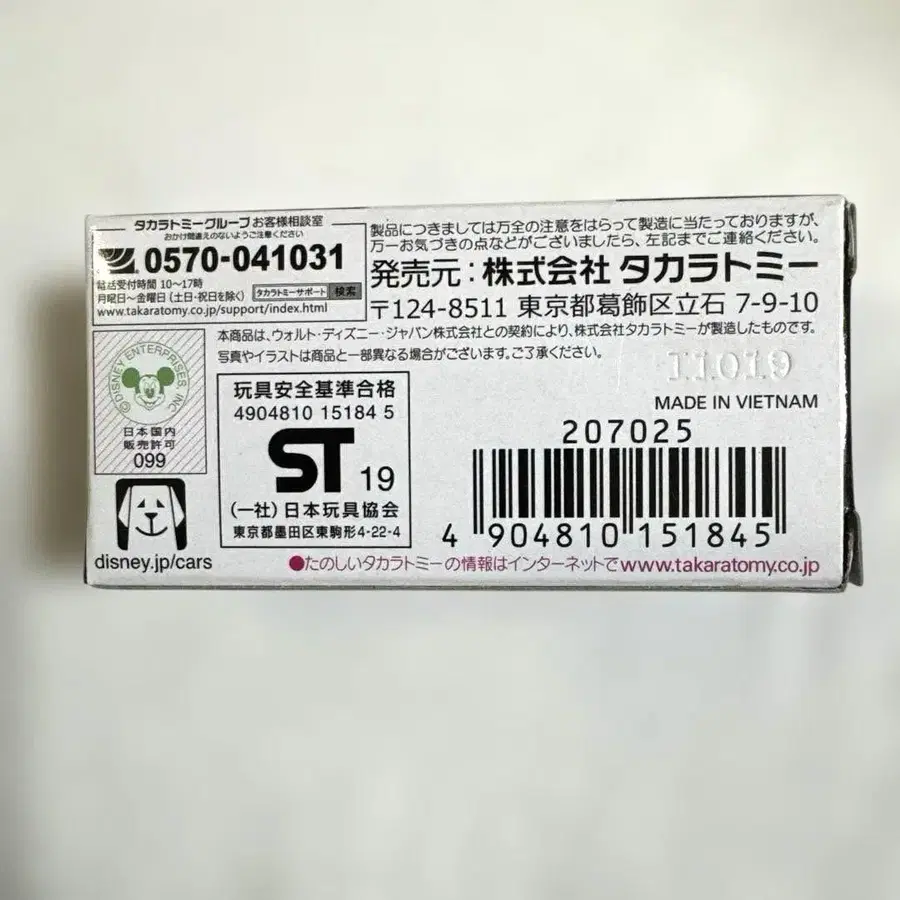 タカラトミーグループ お客様相談室
おかけ間違えのないようご注意ください
0570-041031
電話受付時間 10〜17時
月曜日〜金曜日 (土日・祝日を除く) タカラトミーサポート 検索
www.takaratomy.co.jp/support/index.html
製品につきましては万全の注意をはらって製造に当たっておりますが、
万一お気づきの点などがございましたら、左記までご連絡ください。
発売元:株式会社 タカラトミー
〒124-8511 東京都葛飾区立石 7-9-10
本商品は、ウォルト・ディズニー・ジャパン株式会社との契約により、株式会社タカラトミーが製造したものです。
写真やイラストは商品と一部異なる場合がございます。ご了承ください。
©DISNEY ENTERPRISES, INC.
日本国内
販売許可
099
disney.jp/cars
玩具安全基準合格
4904810 15184 5
ST 19
(一社)日本玩具協会
東京都墨田区東駒形4-22-4
11019
MADE IN VIETNAM
207025
4 904810 151845
●たのしいタカラトミーの情報はインターネットで www.takaratomy.co.jp